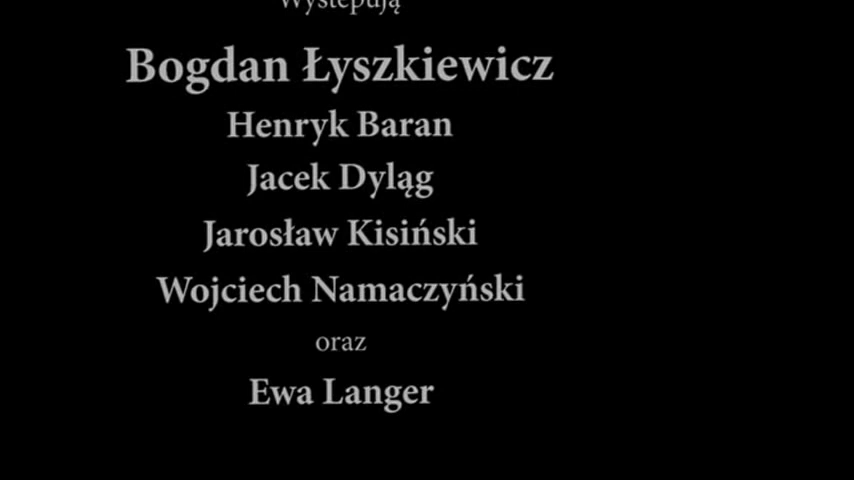 Występują
Bogdan Łyszkiewicz
Henryk Baran
Jacek Dyląg
Jarosław Kisiński
Wojciech Namaczyński
oraz
Ewa Langer